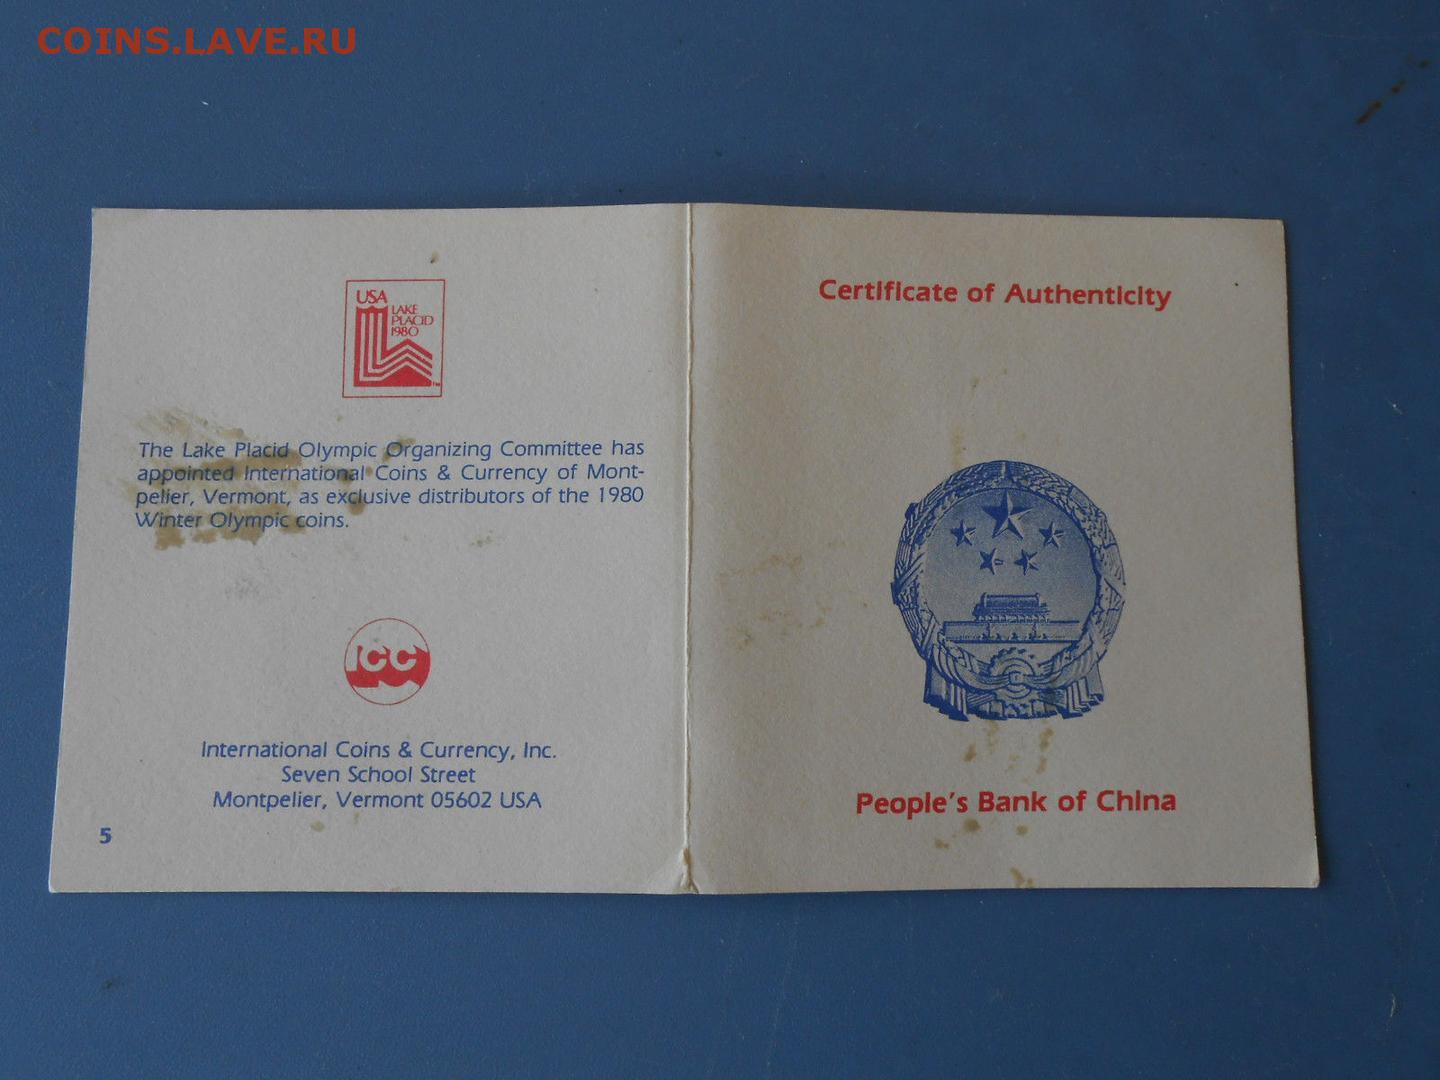 COINS.LAVE.RU
USA
LAKE
PLACID
1980
The Lake Placid Olympic Organizing Committee has
appointed International Coins & Currency of Mont-
pelier, Vermont, as exclusive distributors of the 1980
Winter Olympic coins.
ICC
International Coins & Currency, Inc.
Seven School Street
Montpelier, Vermont 05602 USA
5
Certificate of Authenticity
People's Bank of China